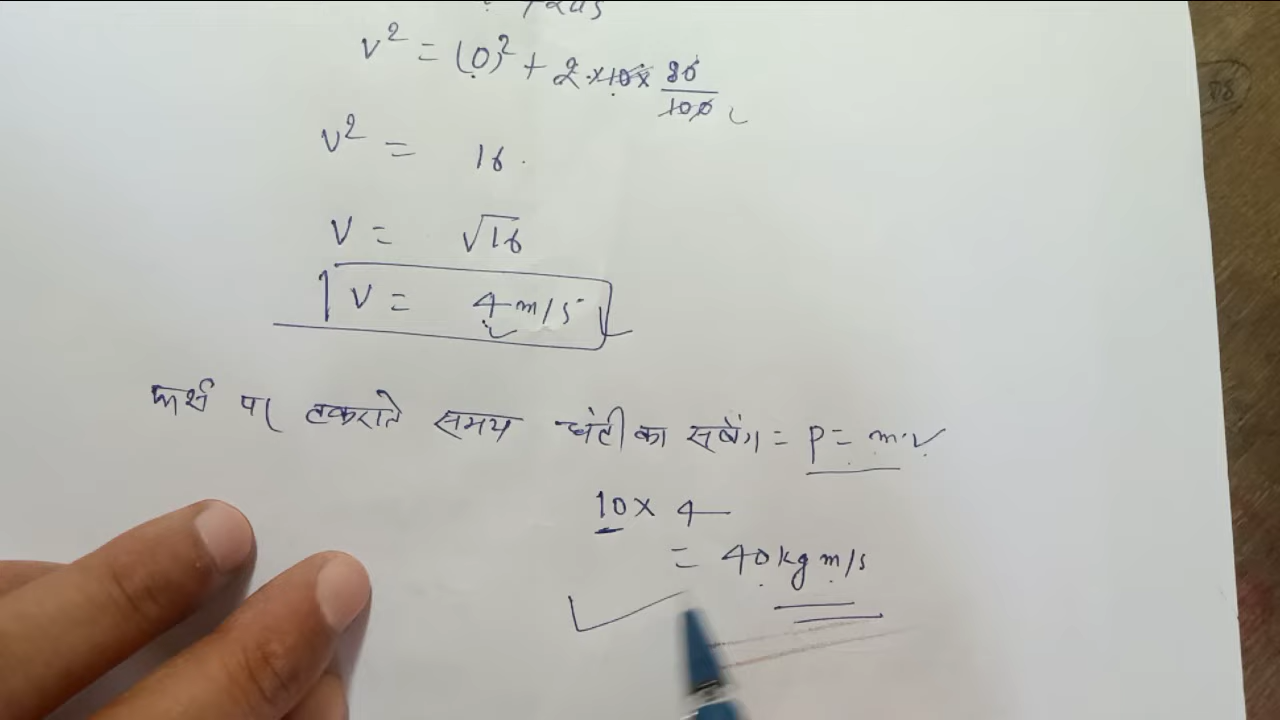 v² = (0)² + 2 × 10 × 80/100
v² = 16
v = √16
v = 4 m/s
फर्श पर टकराते समय घंटी का सवेंग = p = m.v
10 × 4
= 40 kg m/s